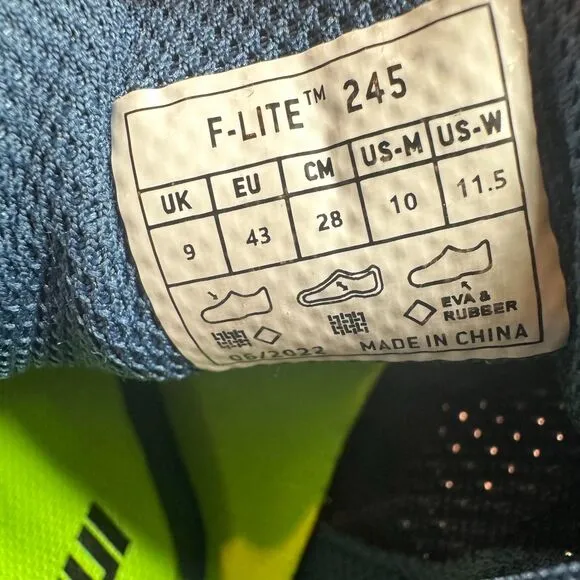 F-LITE™ 245
UK EU CM US-M US-W
9 43 28 10 11.5
EVA &
RUBBER
06/2022 MADE IN CHINA